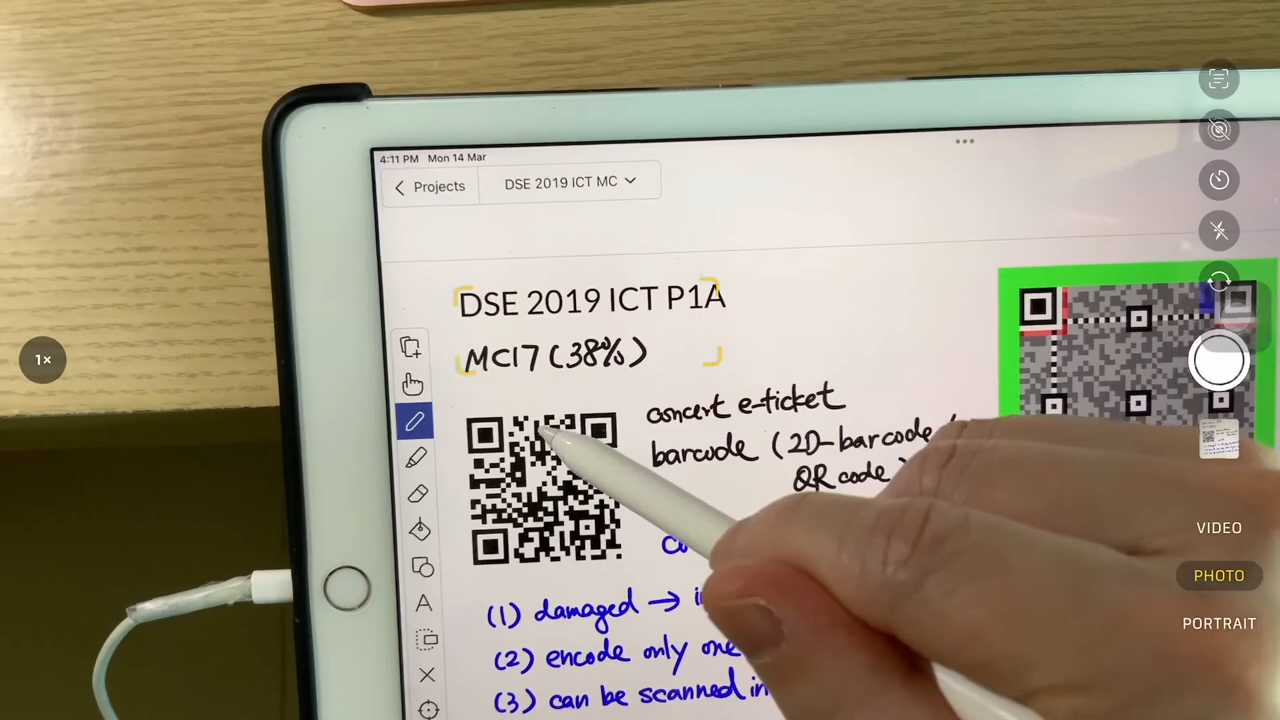 4:11 PM Mon 14 Mar
Projects
DSE 2019 ICT MC
DSE 2019 ICT P1A
MC17 (38%)
concert e-ticket
barcode (2D-barcode
QR code
(1) damaged →
(2) encode only one
(3) can be scanned in
A
1×
VIDEO
PHOTO
PORTRAIT